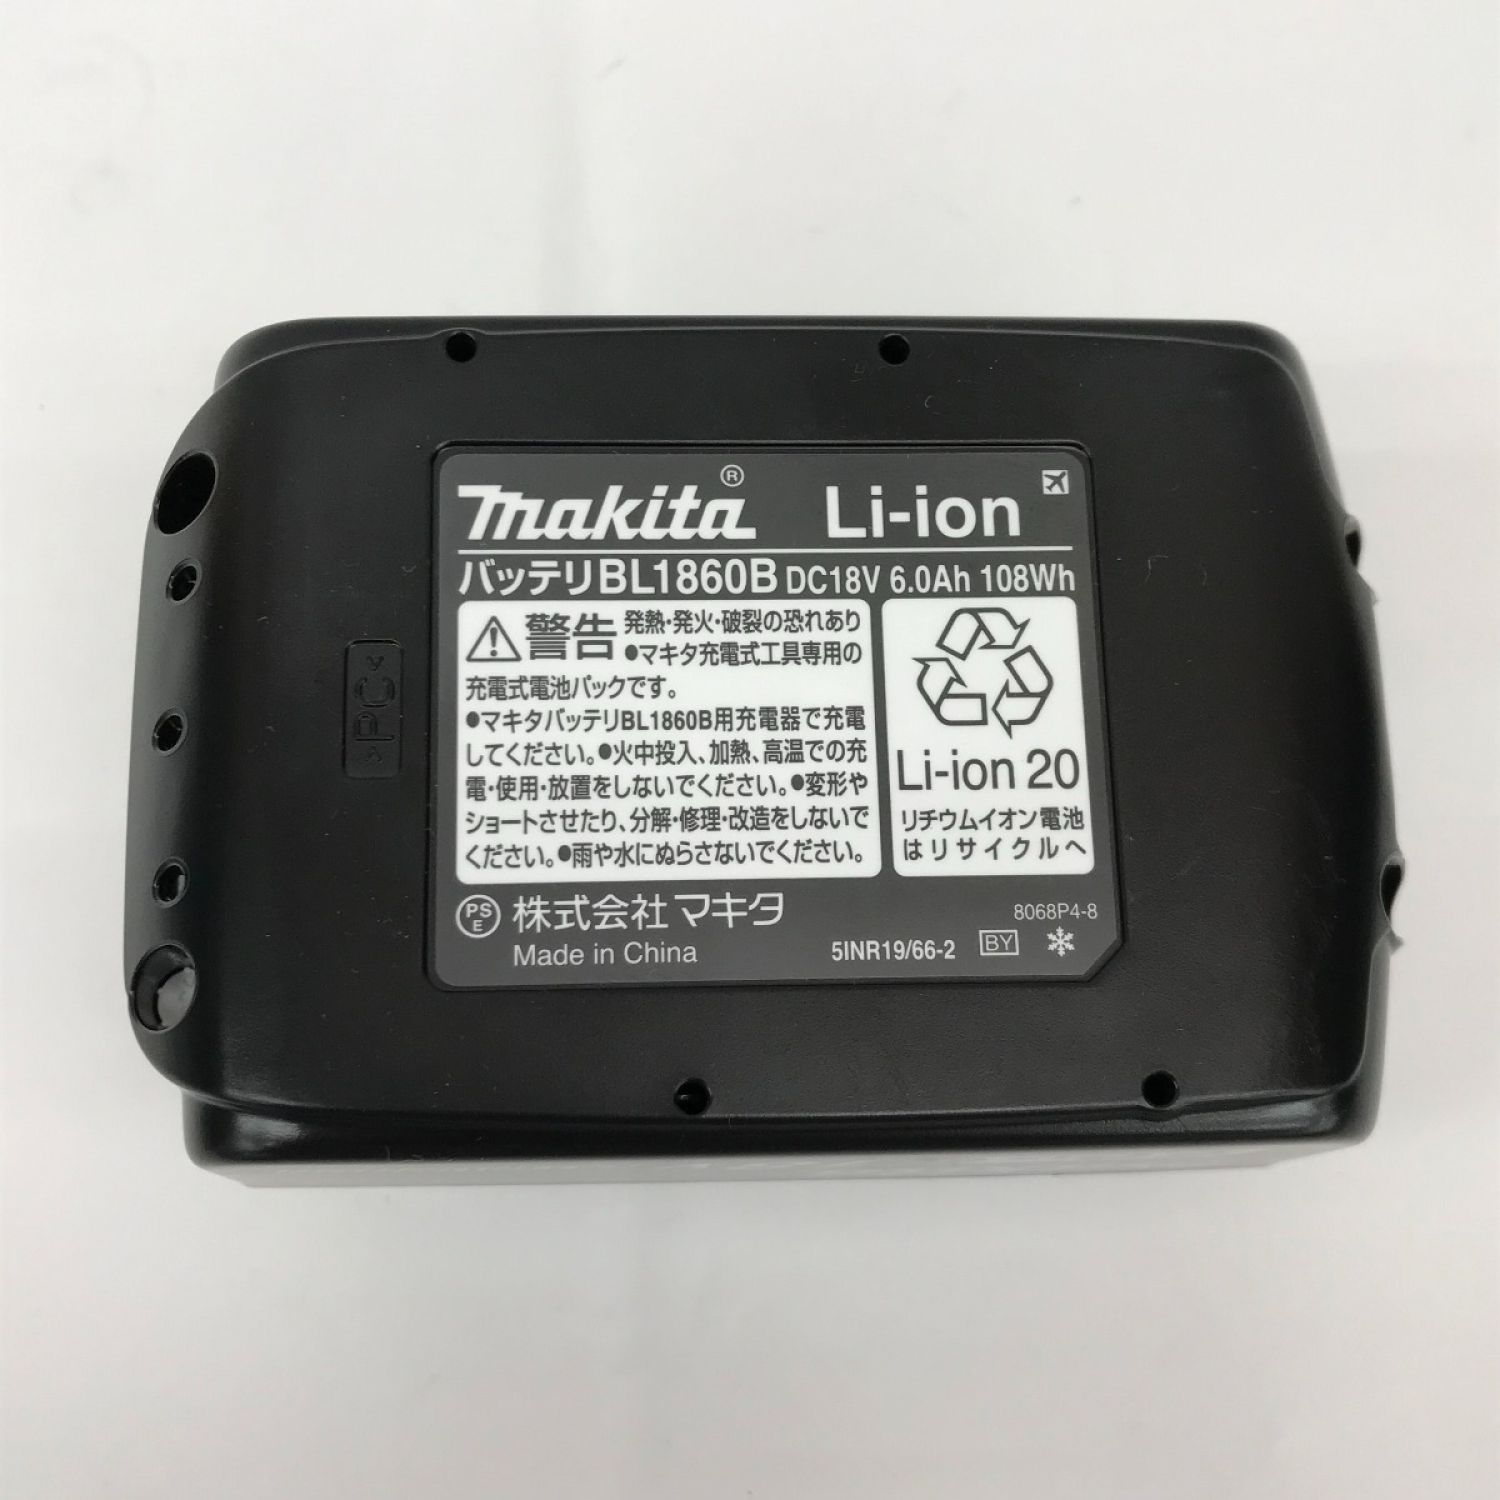 makita® Li-ion
バッテリBL1860B DC18V 6.0Ah 108Wh
警告 発熱・発火・破裂の恐れあり
●マキタ充電式工具専用の
充電式電池パックです。
●マキタバッテリBL1860B用充電器で充電
してください。●火中投入、加熱、高温での充
電・使用・放置をしないでください。●変形や
ショートさせたり、分解・修理・改造をしないで
ください。●雨や水にぬらさないでください。
Li-ion 20
リチウムイオン電池
はリサイクルへ
PS
E
株式会社マキタ
Made in China
8068P4-8
5INR19/66-2 BY
>PC<